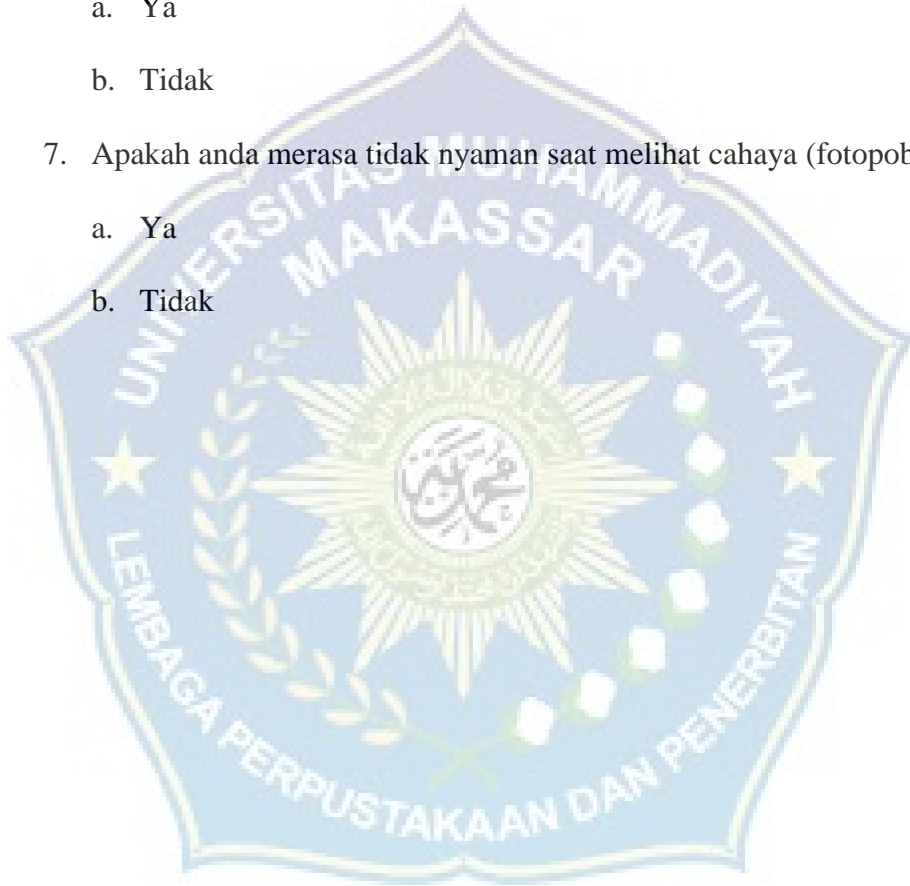 a. Ya
b. Tidak
7. Apakah anda merasa tidak nyaman saat melihat cahaya (fotopob
a. Ya
b. Tidak
UNIVERSITAS MUHAMMADIYAH
MAKASSAR
LEMBAGA PERPUSTAKAAN DAN PENERBITAN